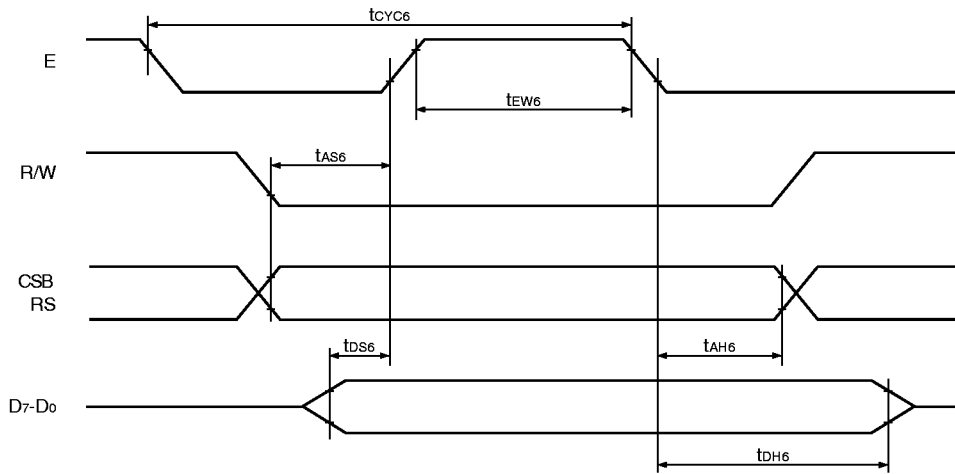 tCYC6
E
tEW6
tAS6
R/W
CSB
RS
tDS6
tAH6
D7-D0
tDH6